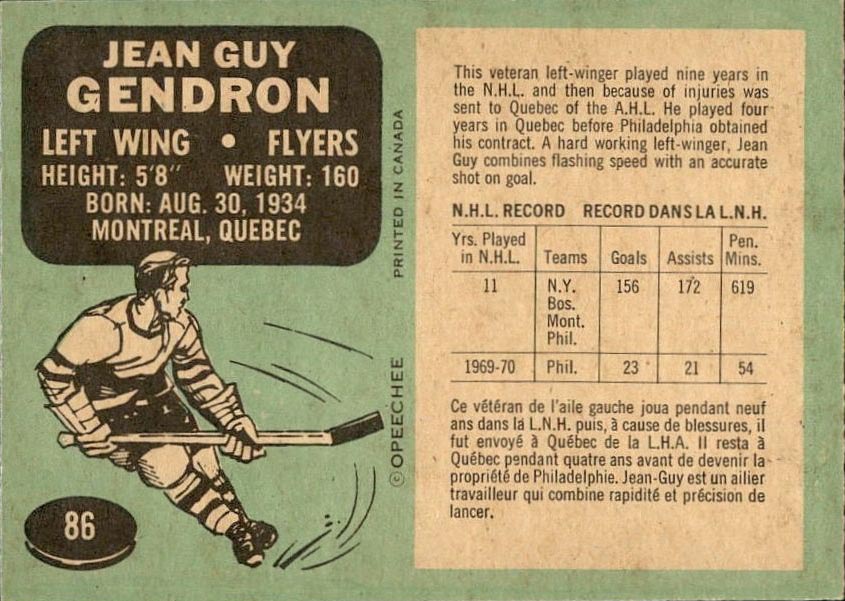 JEAN GUY
GENDRON
LEFT WING • FLYERS
HEIGHT: 5'8" WEIGHT: 160
BORN: AUG. 30, 1934
MONTREAL, QUEBEC
86
©OPEECHEE PRINTED IN CANADA
This veteran left-winger played nine years in
the N.H.L. and then because of injuries was
sent to Quebec of the A.H.L. He played four
years in Quebec before Philadelphia obtained
his contract. A hard working left-winger, Jean
Guy combines flashing speed with an accurate
shot on goal.
N.H.L. RECORD RECORD DANS LA L.N.H.
Yrs. Played
in N.H.L. Teams Goals Assists Pen.
Mins.
11 N.Y. 156 172 619
Bos.
Mont.
Phil.
1969-70 Phil. 23 21 54
Ce vétéran de l'aile gauche joua pendant neuf
ans dans la L.N.H. puis, à cause de blessures, il
fut envoyé à Québec de la L.H.A. Il resta à
Québec pendant quatre ans avant de devenir la
propriété de Philadelphie. Jean-Guy est un ailier
travailleur qui combine rapidité et précision de
lancer.